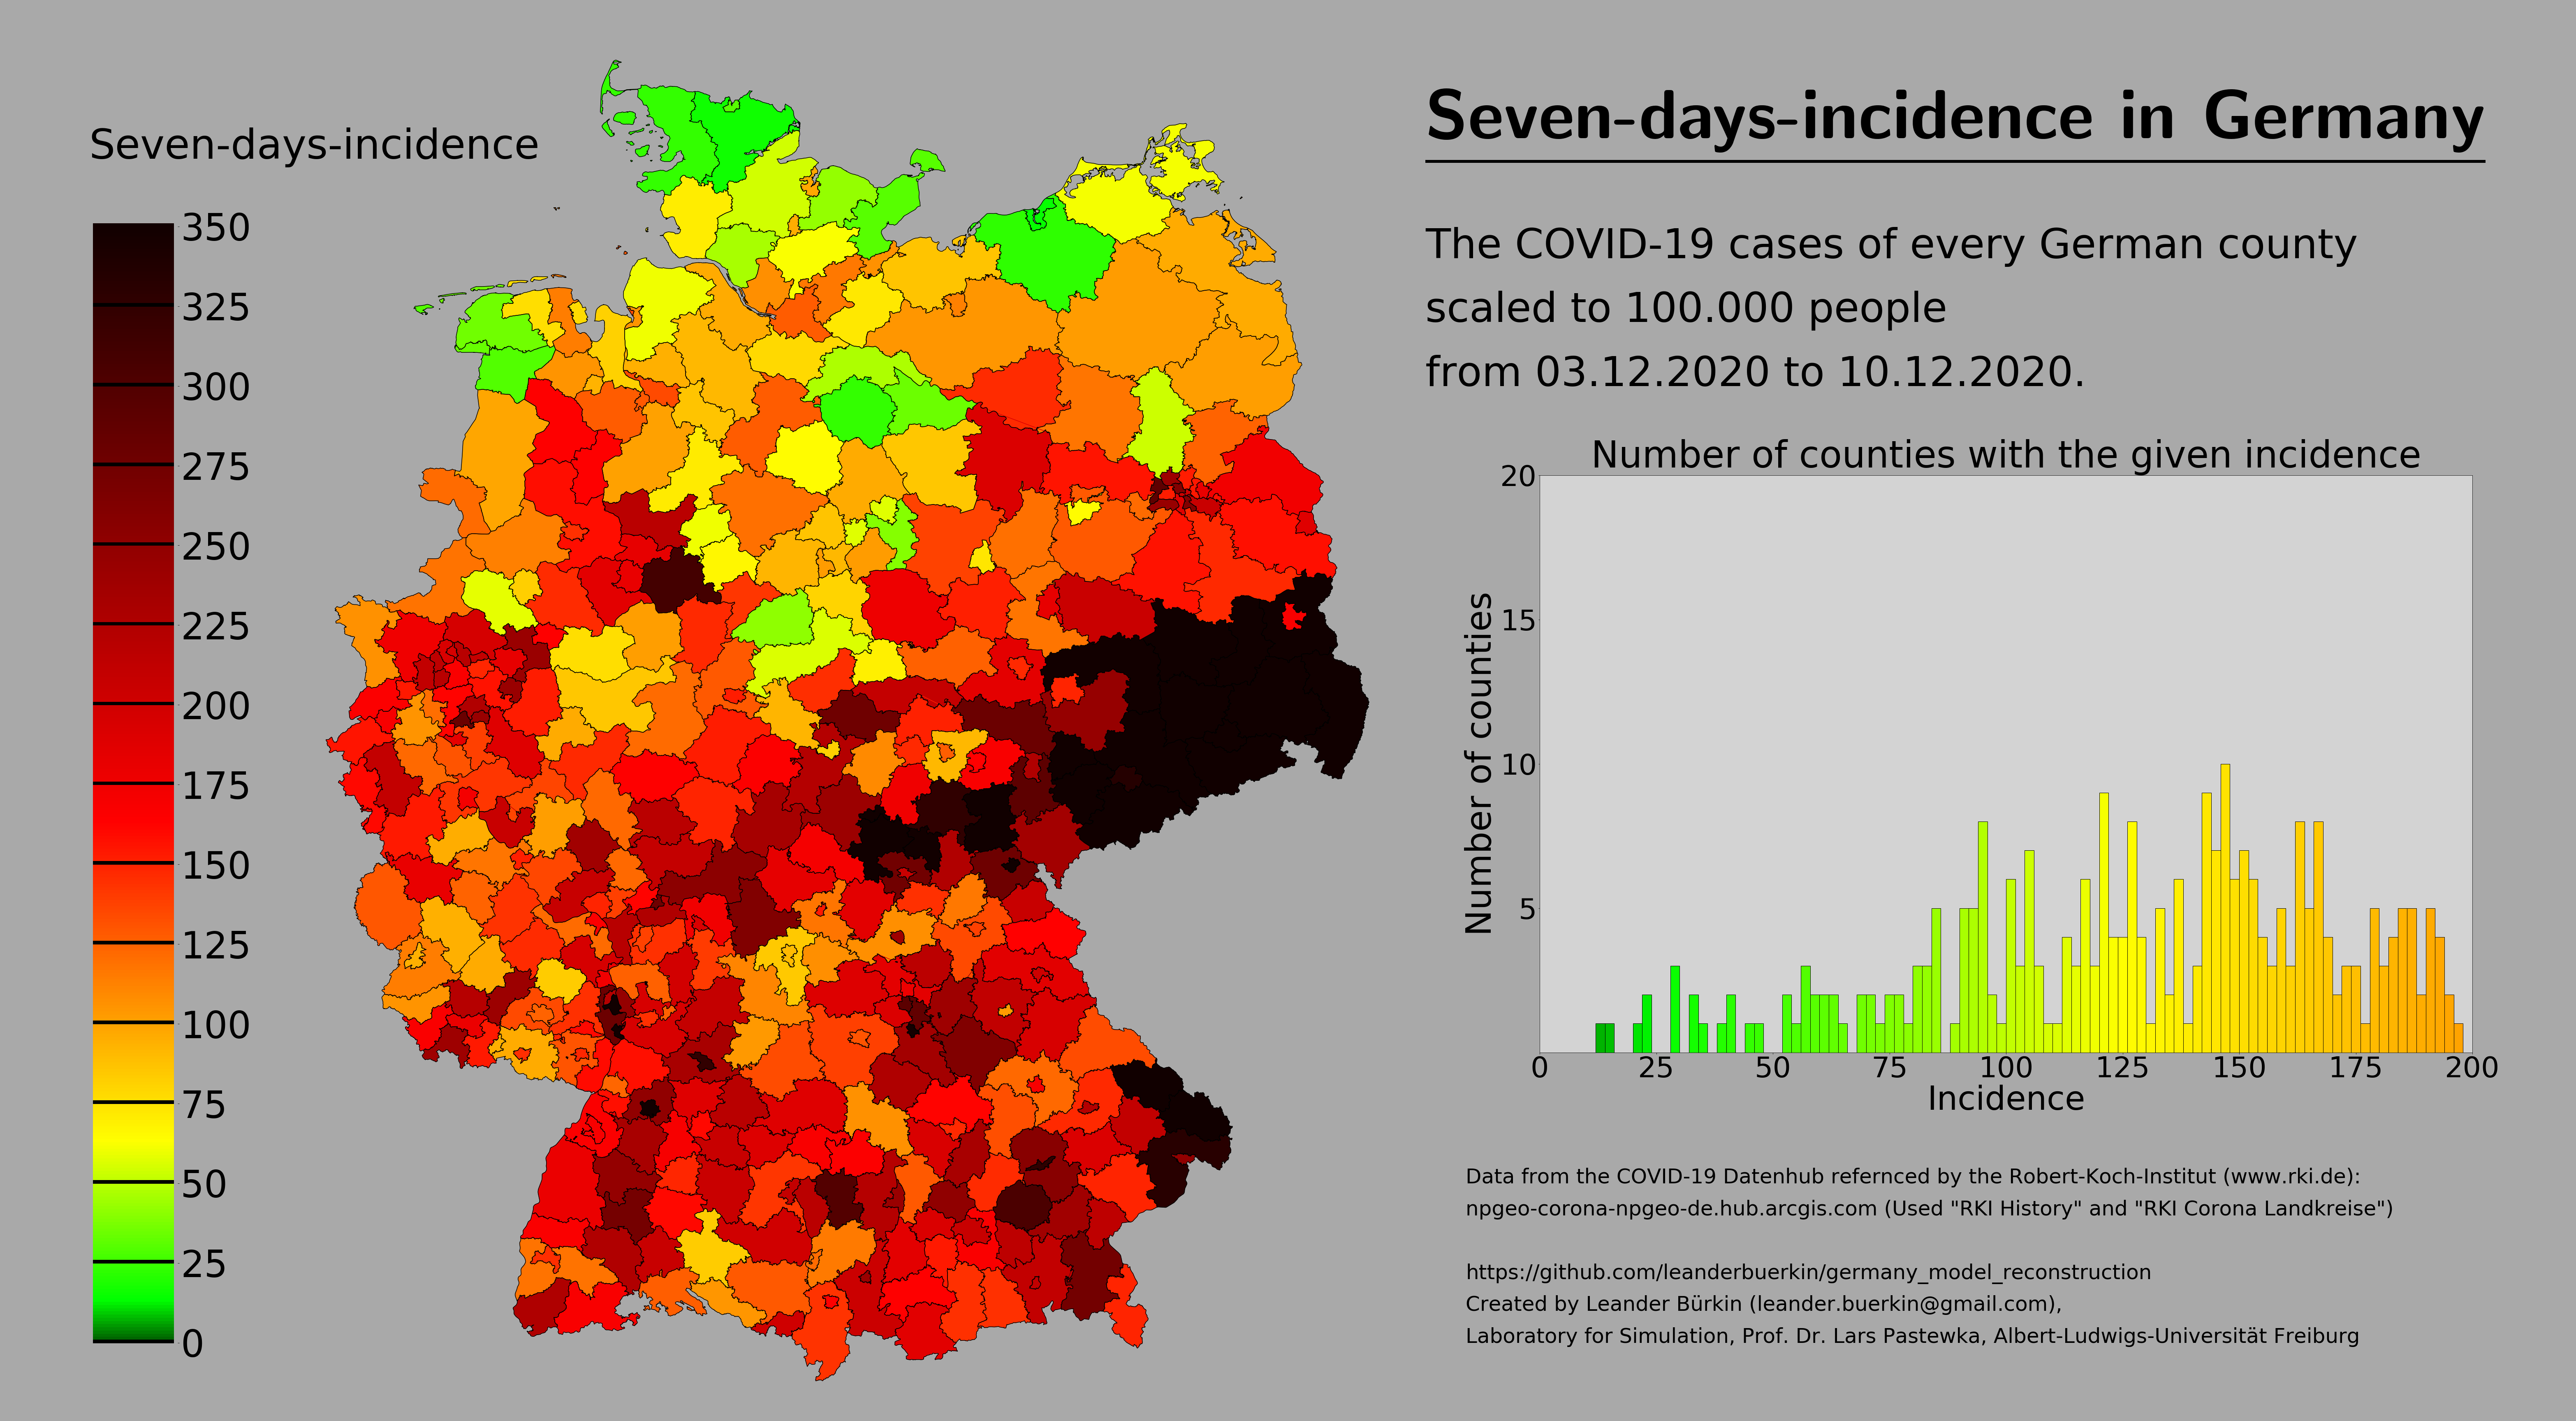 Seven-days-incidence
350
325
300
275
250
225
200
175
150
125
100
75
50
25
0
Seven-days-incidence in Germany
The COVID-19 cases of every German county
scaled to 100.000 people
from 03.12.2020 to 10.12.2020.
Number of counties with the given incidence
20
15
10
5
Number of counties
0 25 50 75 100 125 150 175 200
Incidence
Data from the COVID-19 Datenhub refernced by the Robert-Koch-Institut (www.rki.de):
npgeo-corona-npgeo-de.hub.arcgis.com (Used "RKI History" and "RKI Corona Landkreise")
https://github.com/leanderbuerkin/germany_model_reconstruction
Created by Leander Bürkin (leander.buerkin@gmail.com),
Laboratory for Simulation, Prof. Dr. Lars Pastewka, Albert-Ludwigs-Universität Freiburg